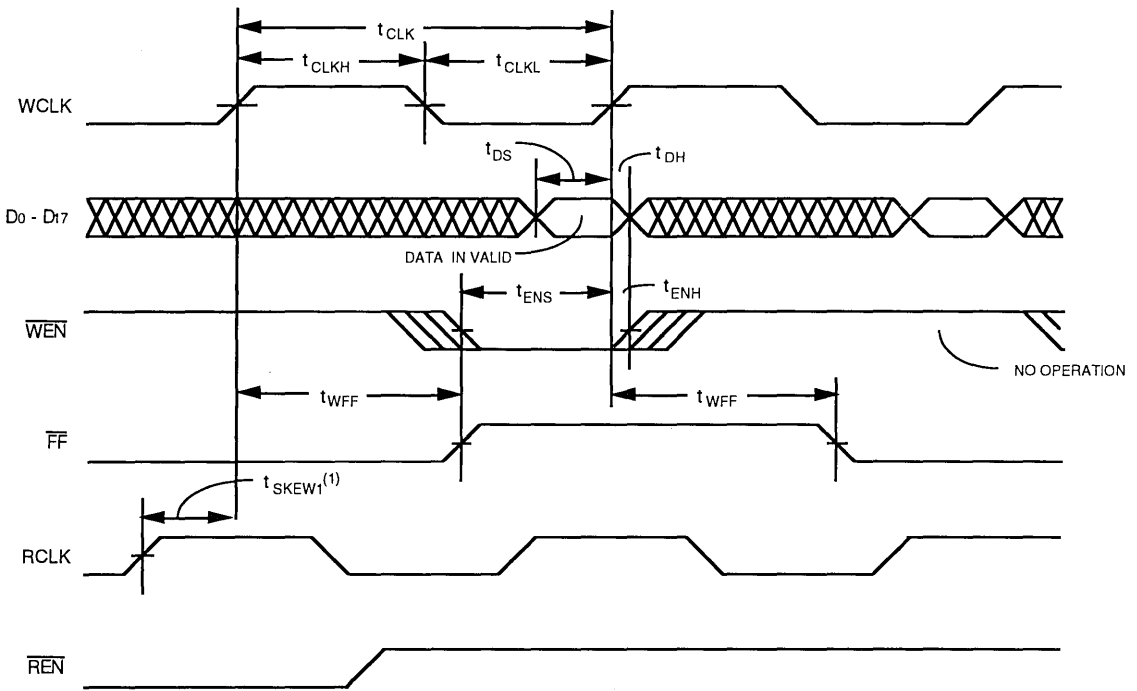 tCLK
tCLKH
tCLKL
WCLK
tDS
tDH
D0 - D17
DATA IN VALID
tENS
tENH
WEN
NO OPERATION
tWFF
tWFF
FF
tSKEW1(1)
RCLK
REN